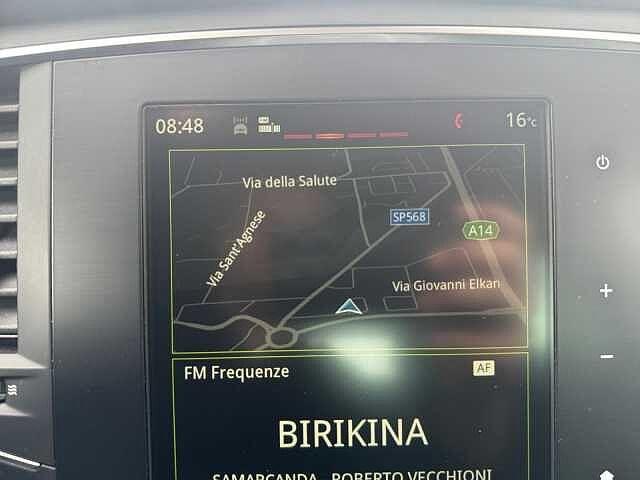 08:48
16°c
Via della Salute
SP568
A14
Via Sant'Agnese
Via Giovanni Elkan
FM Frequenze
AF
BIRIKINA
SAMARCANDA - ROBERTO VECCHIONI